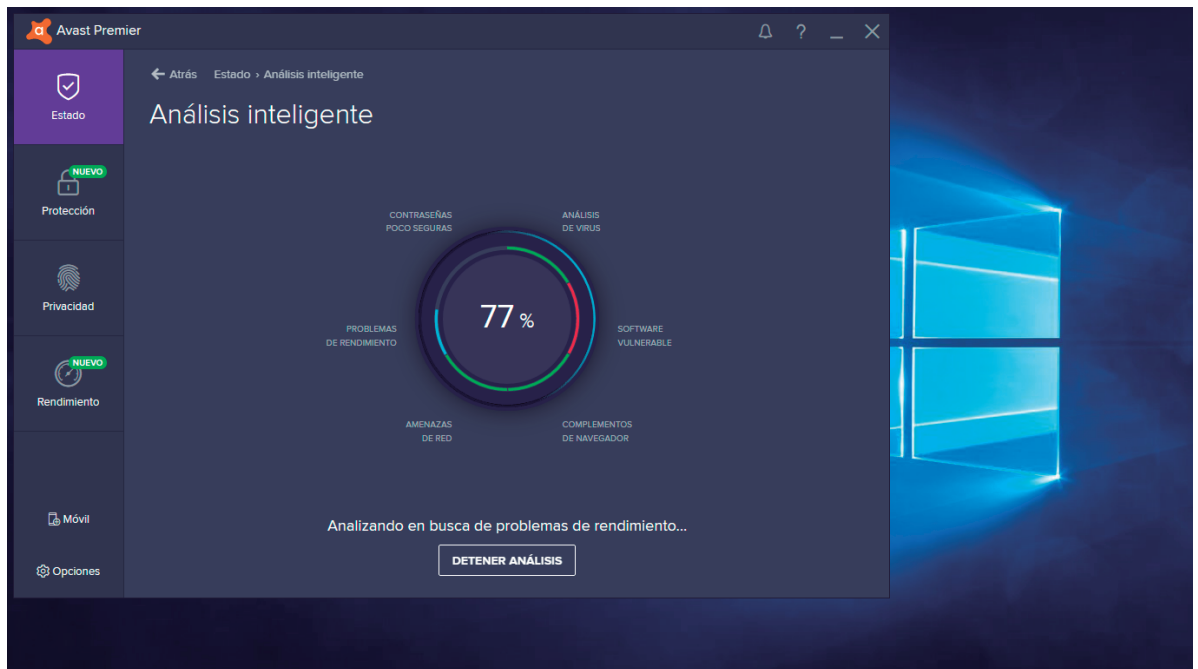 Avast Premier
?
Atrás Estado › Análisis inteligente
Análisis inteligente
Estado
NUEVO
Protección
Privacidad
NUEVO
Rendimiento
Móvil
Opciones
CONTRASEÑAS
POCO SEGURAS
ANÁLISIS
DE VIRUS
77 %
PROBLEMAS
DE RENDIMIENTO
SOFTWARE
VULNERABLE
AMENAZAS
DE RED
COMPLEMENTOS
DE NAVEGADOR
Analizando en busca de problemas de rendimiento...
DETENER ANÁLISIS